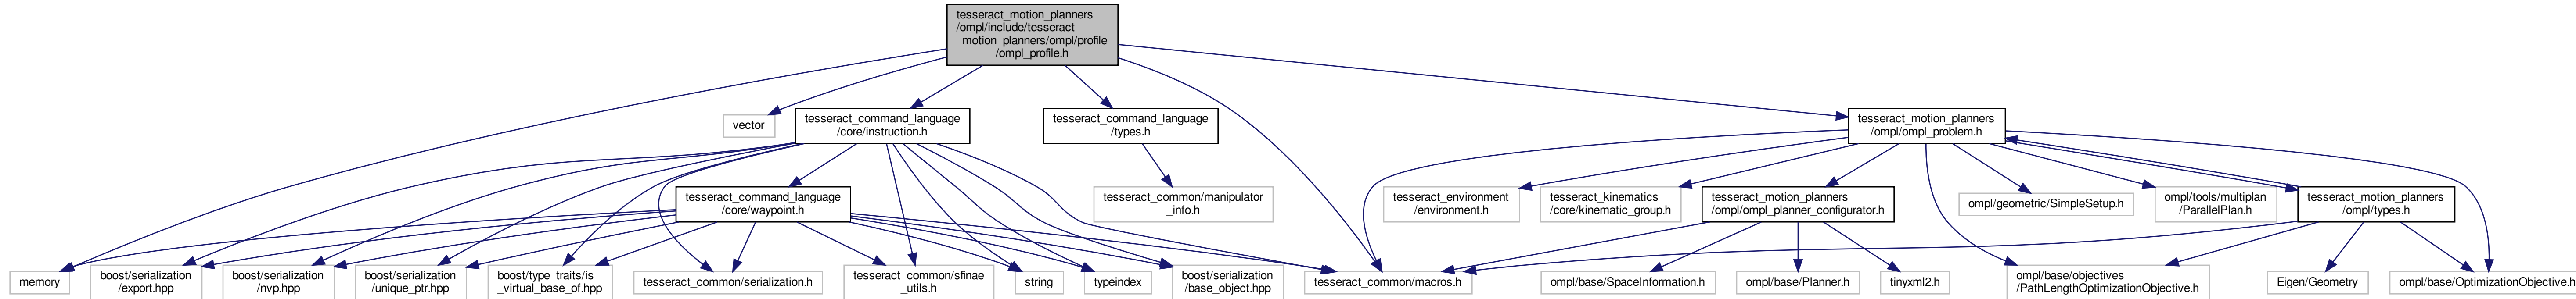 tesseract_motion_planners
/ompl/include/tesseract
_motion_planners/ompl/profile
/ompl_profile.h
vector
tesseract_command_language
/core/instruction.h
tesseract_command_language
/types.h
tesseract_motion_planners
/ompl/ompl_problem.h
tesseract_command_language
/core/waypoint.h
tesseract_common/manipulator
_info.h
tesseract_environment
/environment.h
tesseract_kinematics
/core/kinematic_group.h
tesseract_motion_planners
/ompl/ompl_planner_configurator.h
ompl/geometric/SimpleSetup.h
ompl/tools/multiplan
/ParallelPlan.h
tesseract_motion_planners
/ompl/types.h
memory
boost/serialization
/export.hpp
boost/serialization
/nvp.hpp
boost/serialization
/unique_ptr.hpp
boost/type_traits/is
_virtual_base_of.hpp
tesseract_common/serialization.h
tesseract_common/sfinae
_utils.h
string
typeindex
boost/serialization
/base_object.hpp
tesseract_common/macros.h
ompl/base/SpaceInformation.h
ompl/base/Planner.h
tinyxml2.h
ompl/base/objectives
/PathLengthOptimizationObjective.h
Eigen/Geometry
ompl/base/OptimizationObjective.h